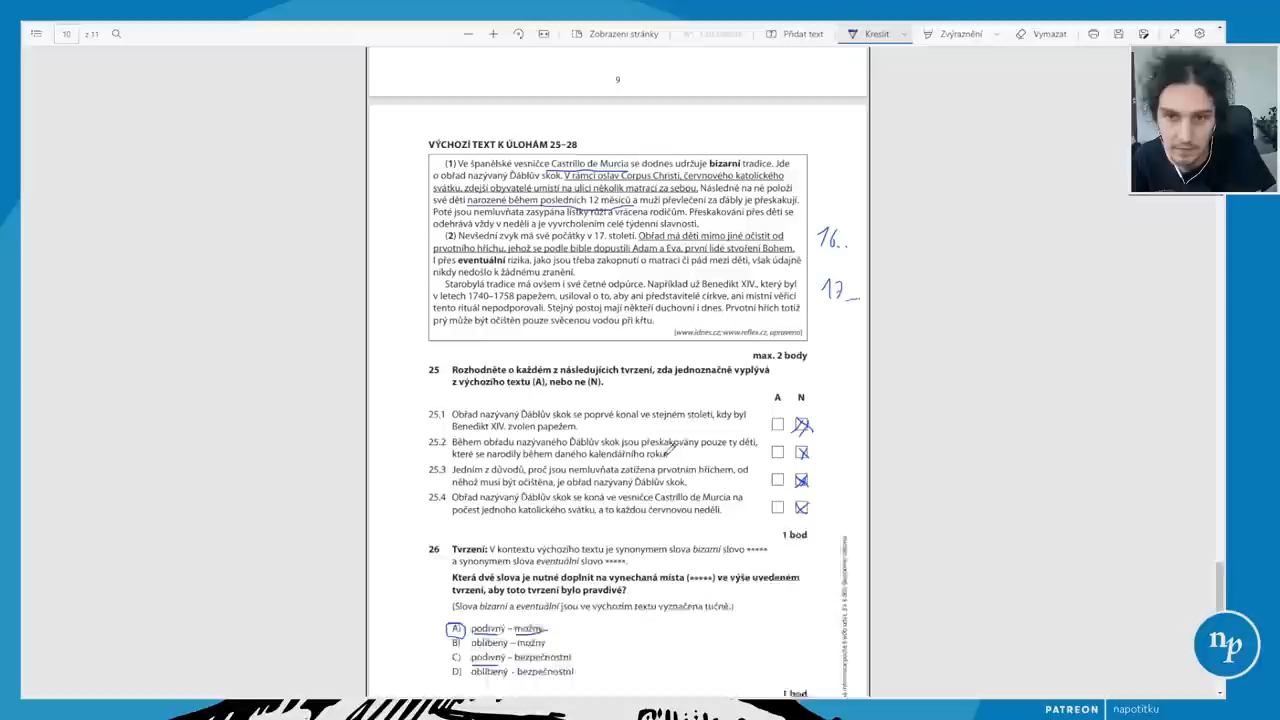 10 z 11
Zobrazení stránky
Přidat text
Kreslit
Zvýraznění
Vymazat
9
VÝCHOZÍ TEXT K ÚLOHÁM 25–28
(1) Ve španělské vesničce Castrillo de Murcia se dodnes udržuje bizarní tradice. Jde
o obřad nazývaný Ďáblův skok. V rámci oslav Corpus Christi, červnového katolického
svátku, zdejší obyvatelé umístí na ulici několik matrací za sebou. Následně na ně položí
své děti narozené během posledních 12 měsíců a muži převlečení za ďábly je přeskakují.
Poté jsou nemluvňata zasypána lístky růží a vrácena rodičům. Přeskakování přes děti se
odehrává vždy v neděli a je vyvrcholením celé týdenní slavnosti.
(2) Nevšední zvyk má své počátky v 17. století. Obřad má děti mimo jiné očistit od
prvotního hříchu, jehož se podle bible dopustili Adam a Eva, první lidé stvoření Bohem.
I přes eventuální rizika, jako jsou třeba zakopnutí o matraci či pád mezi děti, však údajně
nikdy nedošlo k žádnému zranění.
Starobylá tradice má ovšem i své četné odpůrce. Například už Benedikt XIV., který byl
v letech 1740–1758 papežem, usiloval o to, aby ani představitelé církve, ani místní věřící
tento rituál nepodporovali. Stejný postoj mají někteří duchovní i dnes. Prvotní hřích totiž
prý může být očištěn pouze svěcenou vodou při křtu.
(www.idnes.cz; www.reflex.cz, upraveno)
16..
17_
max. 2 body
25 Rozhodněte o každém z následujících tvrzení, zda jednoznačně vyplývá
z výchozího textu (A), nebo ne (N).
A N
25.1 Obřad nazývaný Ďáblův skok se poprvé konal ve stejném století, kdy byl
Benedikt XIV. zvolen papežem.
25.2 Během obřadu nazývaného Ďáblův skok jsou přeskakovány pouze ty děti,
které se narodily během daného kalendářního roku.
25.3 Jedním z důvodů, proč jsou nemluvňata zatížena prvotním hříchem, od
něhož musí být očištěna, je obřad nazývaný Ďáblův skok.
25.4 Obřad nazývaný Ďáblův skok se koná ve vesničce Castrillo de Murcia na
počest jednoho katolického svátku, a to každou červnovou neděli.
1 bod
26 Tvrzení: V kontextu výchozího textu je synonymem slova bizarní slovo *****
a synonymem slova eventuální slovo *****.
Která dvě slova je nutné doplnit na vynechaná místa (*****) ve výše uvedeném
tvrzení, aby toto tvrzení bylo pravdivé?
(Slova bizarní a eventuální jsou ve výchozím textu vyznačena tučně.)
A) podivný – možný
B) oblíbený – možný
C) podivný – bezpečnostní
D) oblíbený – bezpečnostní
1 bod
np
PATREON | napotitku